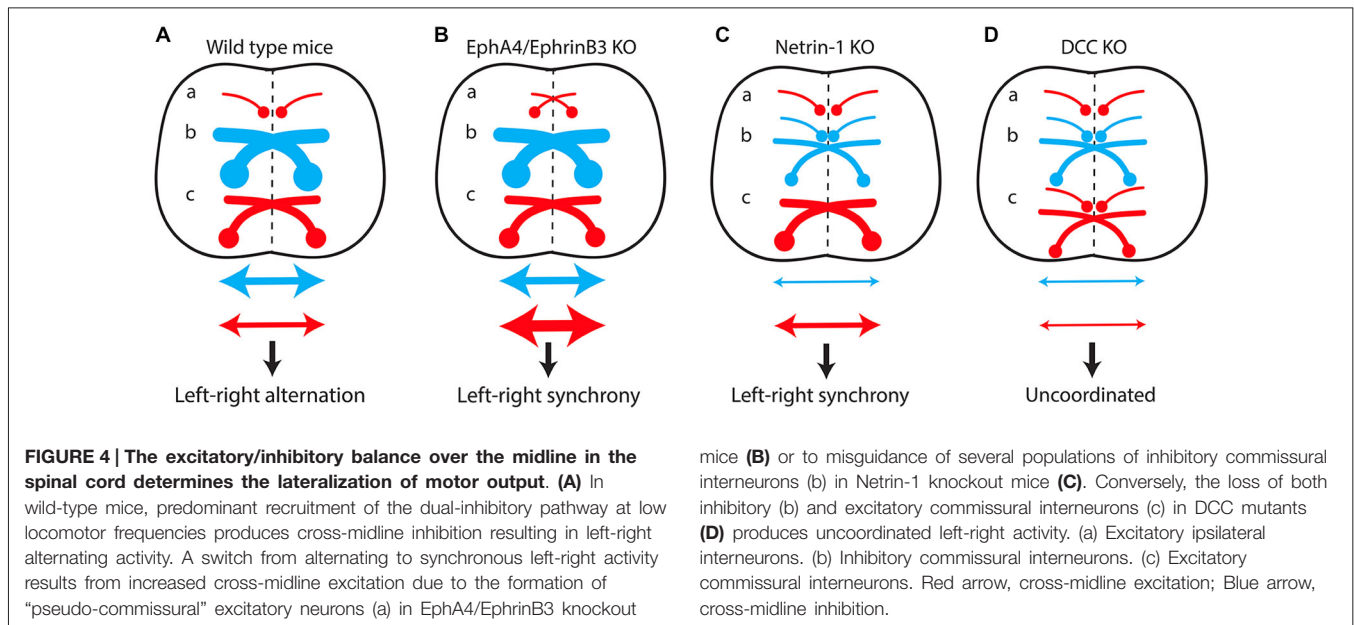 A
Wild type mice
B
EphA4/EphrinB3 KO
C
Netrin-1 KO
D
DCC KO
a
b
c
a
b
c
a
b
c
a
b
c
Left-right alternation
Left-right synchrony
Left-right synchrony
Uncoordinated
FIGURE 4 | The excitatory/inhibitory balance over the midline in the
spinal cord determines the lateralization of motor output. (A) In
wild-type mice, predominant recruitment of the dual-inhibitory pathway at low
locomotor frequencies produces cross-midline inhibition resulting in left-right
alternating activity. A switch from alternating to synchronous left-right activity
results from increased cross-midline excitation due to the formation of
“pseudo-commissural” excitatory neurons (a) in EphA4/EphrinB3 knockout
mice (B) or to misguidance of several populations of inhibitory commissural
interneurons (b) in Netrin-1 knockout mice (C). Conversely, the loss of both
inhibitory (b) and excitatory commissural interneurons (c) in DCC mutants
(D) produces uncoordinated left-right activity. (a) Excitatory ipsilateral
interneurons. (b) Inhibitory commissural interneurons. (c) Excitatory
commissural interneurons. Red arrow, cross-midline excitation; Blue arrow,
cross-midline inhibition.